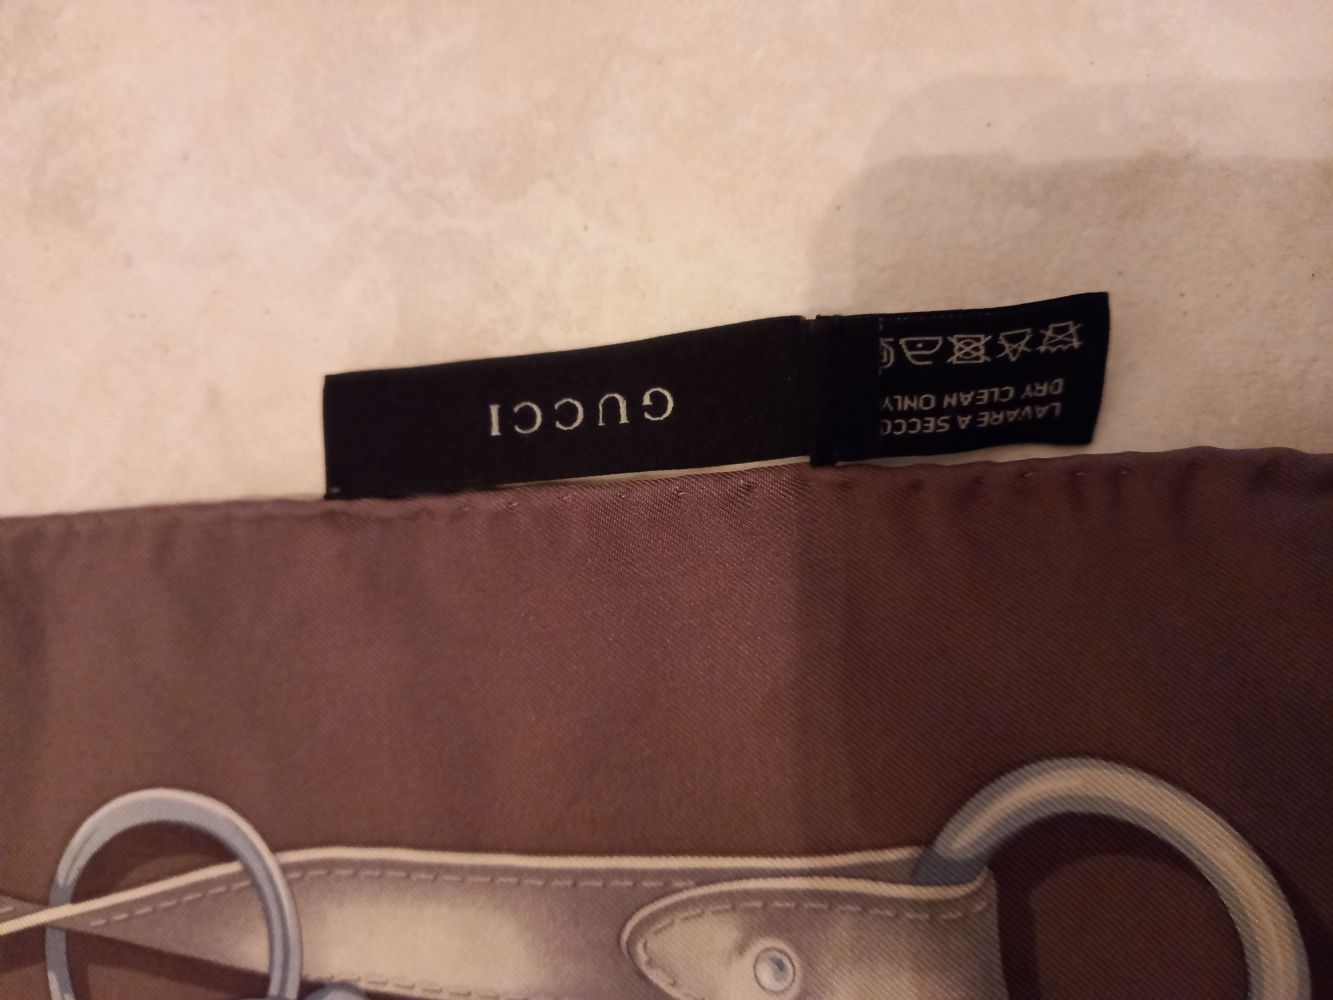 GUCCI
LAVARE A SECCO
DRY CLEAN ONLY